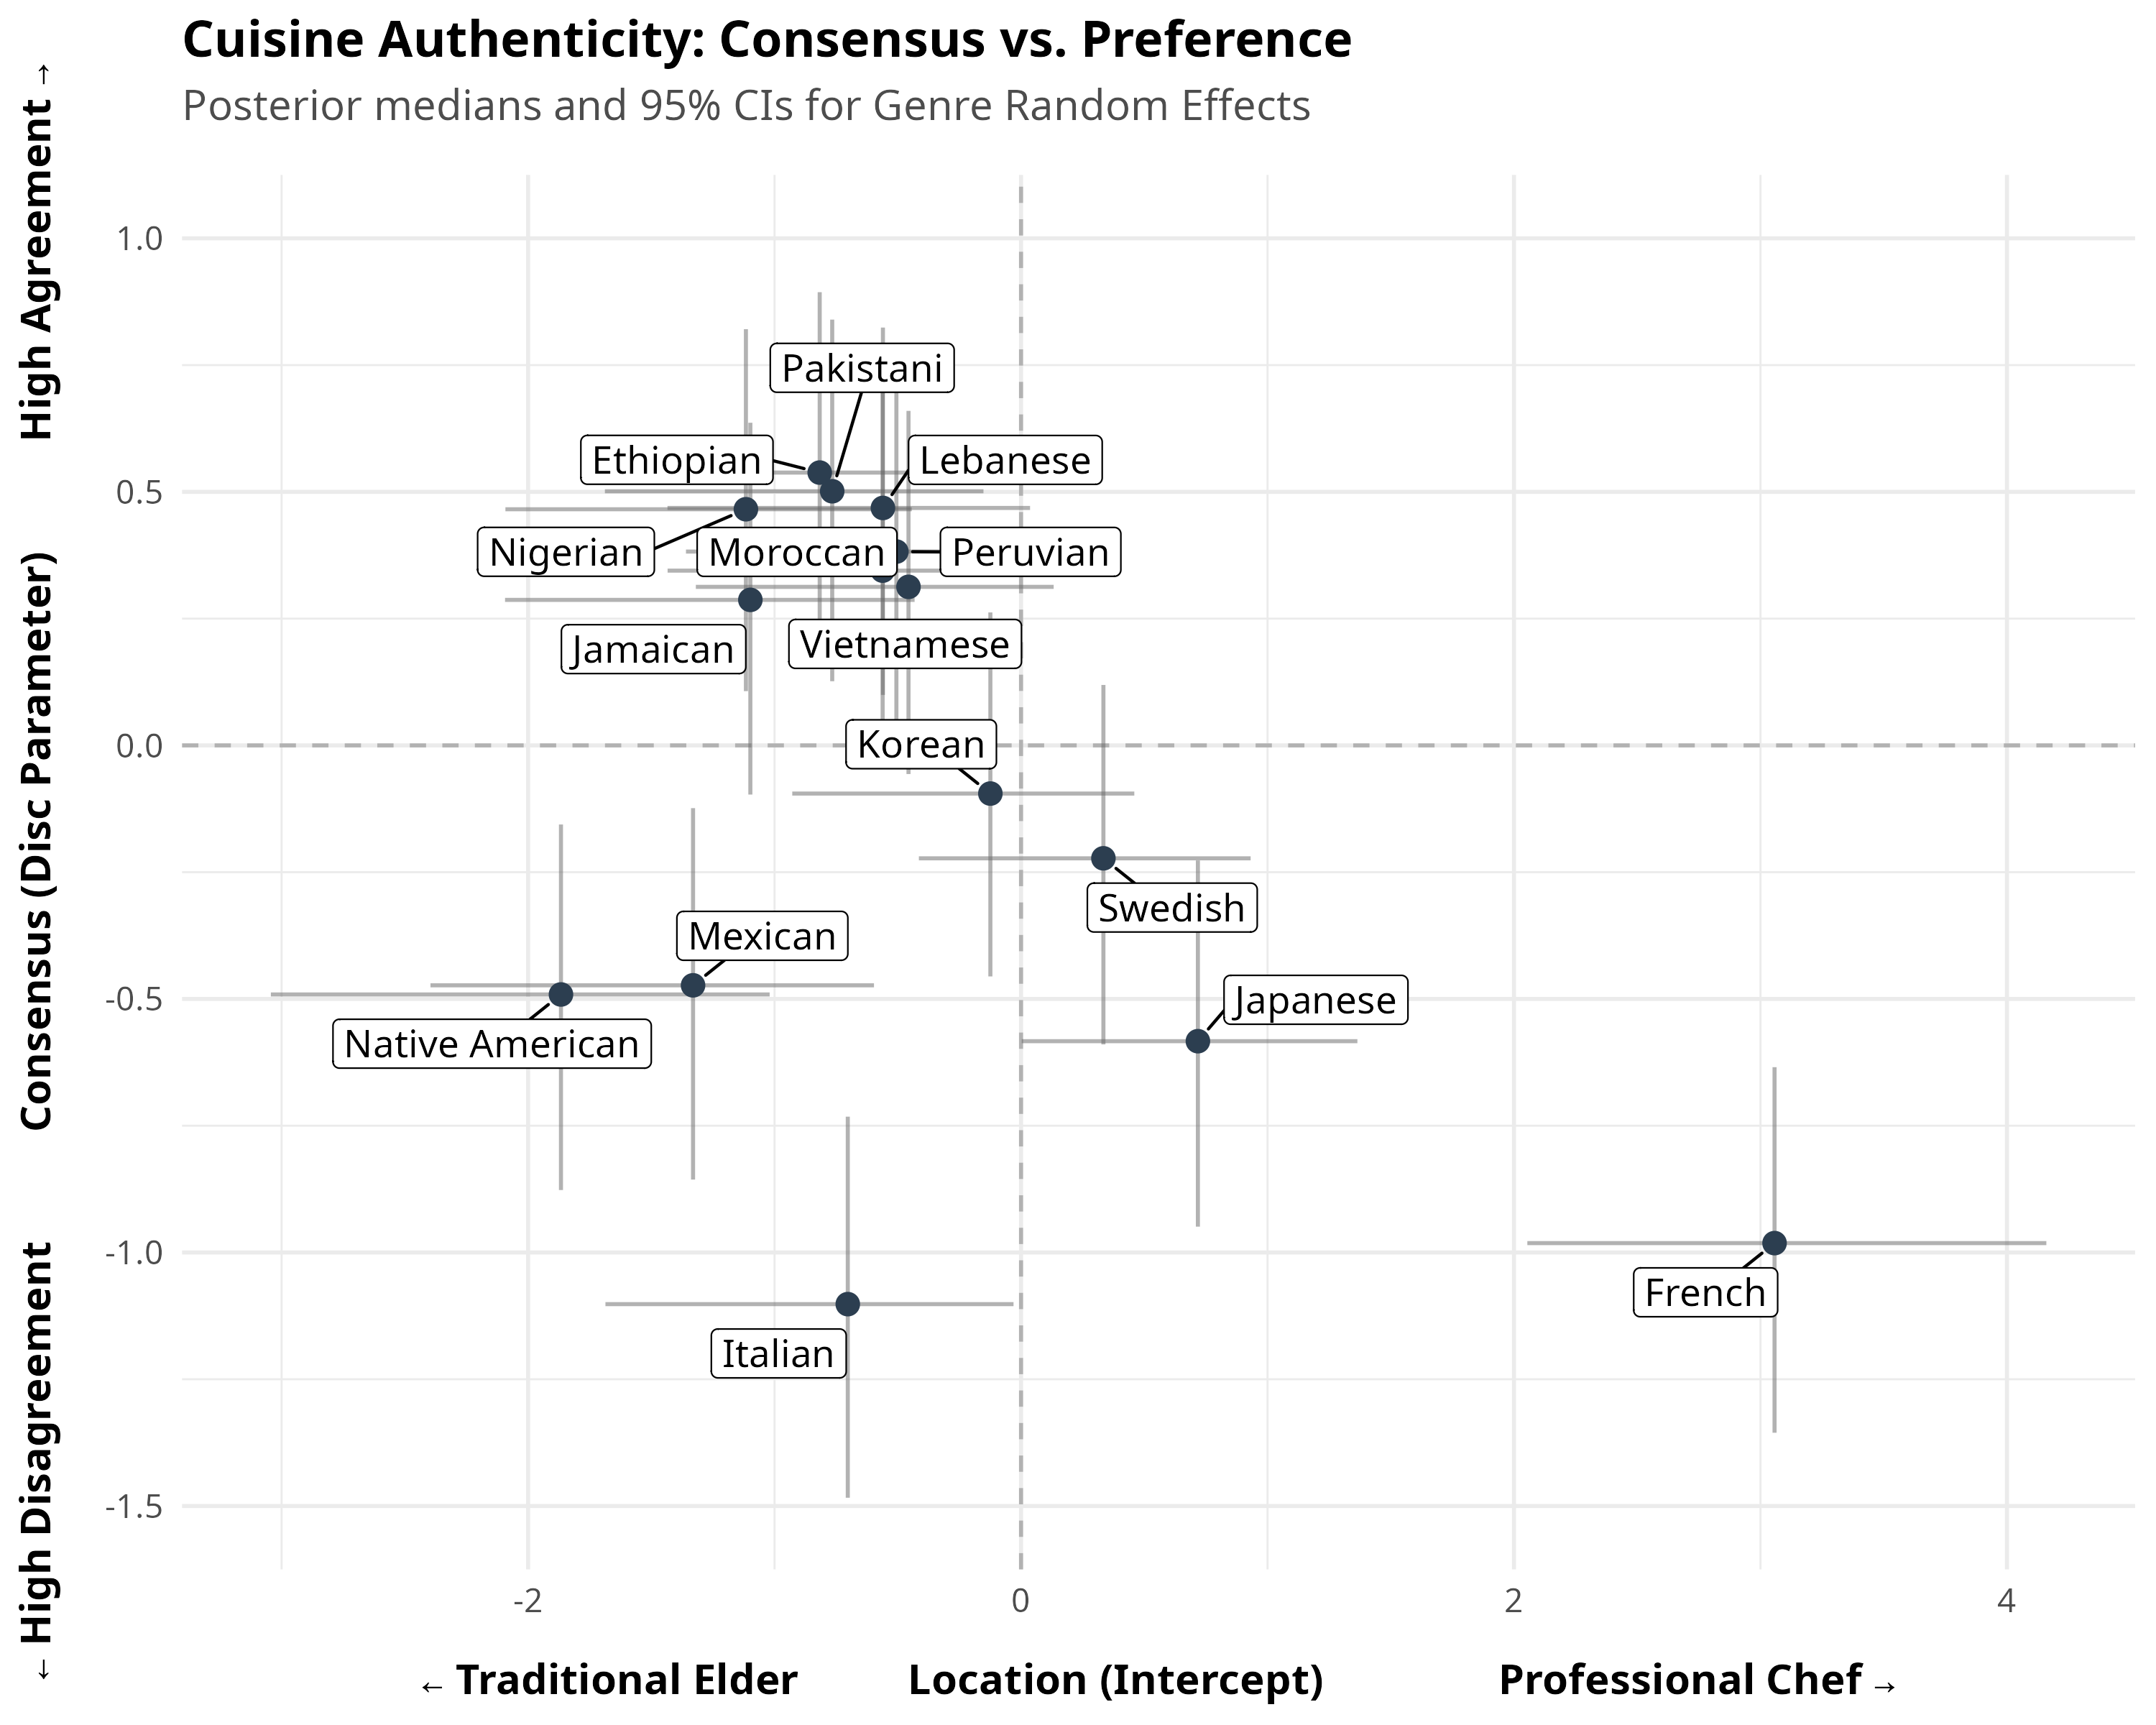 Cuisine Authenticity: Consensus vs. Preference
Posterior medians and 95% CIs for Genre Random Effects
← High Disagreement Consensus (Disc Parameter) High Agreement →
1.0
0.5
0.0
-0.5
-1.0
-1.5
Pakistani
Ethiopian
Lebanese
Nigerian
Moroccan
Peruvian
Jamaican
Vietnamese
Korean
Swedish
Mexican
Japanese
Native American
French
Italian
-2
0
2
4
← Traditional Elder Location (Intercept) Professional Chef →